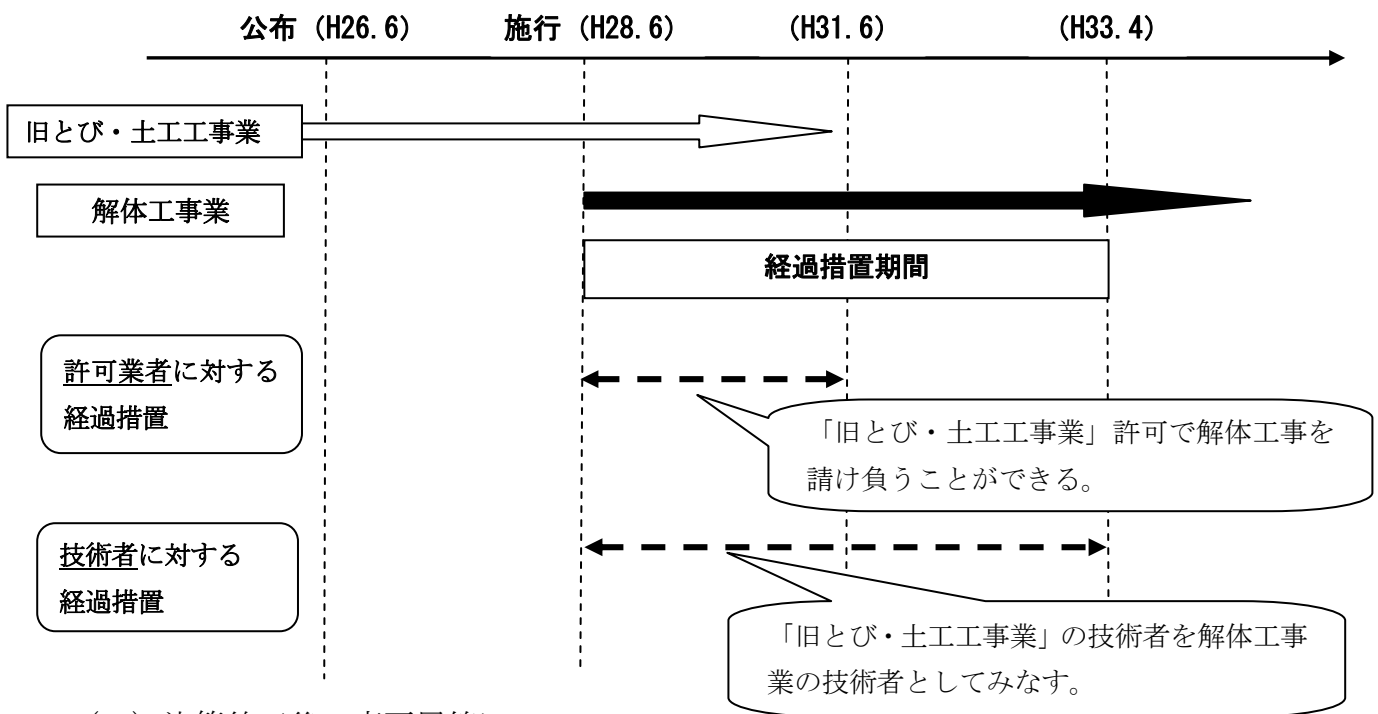 公布（H26.6）
施行（H28.6）
（H31.6）
（H33.4）
旧とび・土工工事業
解体工事業
経過措置期間
許可業者に対する
経過措置
「旧とび・土工工事業」許可で解体工事を
請け負うことができる。
技術者に対する
経過措置
「旧とび・土工工事業」の技術者を解体工事
業の技術者としてみなす。